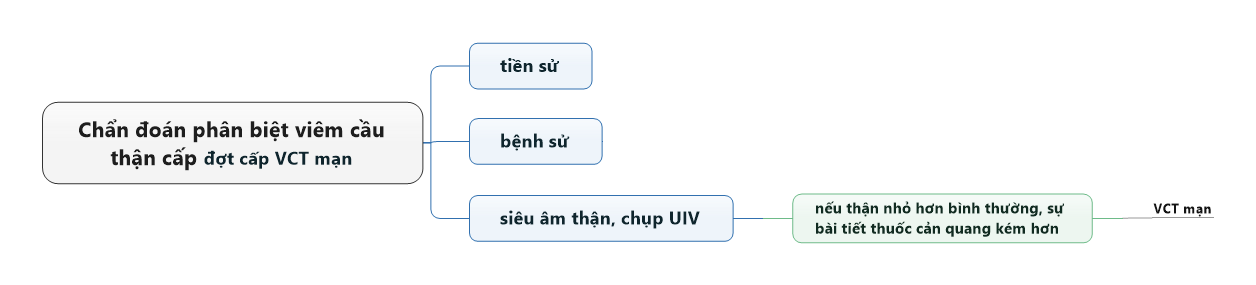 Chẩn đoán phân biệt viêm cầu
thận cấp đợt cấp VCT mạn
tiền sử
bệnh sử
siêu âm thận, chụp UIV
nếu thận nhỏ hơn bình thường, sự
bài tiết thuốc cản quang kém hơn
VCT mạn